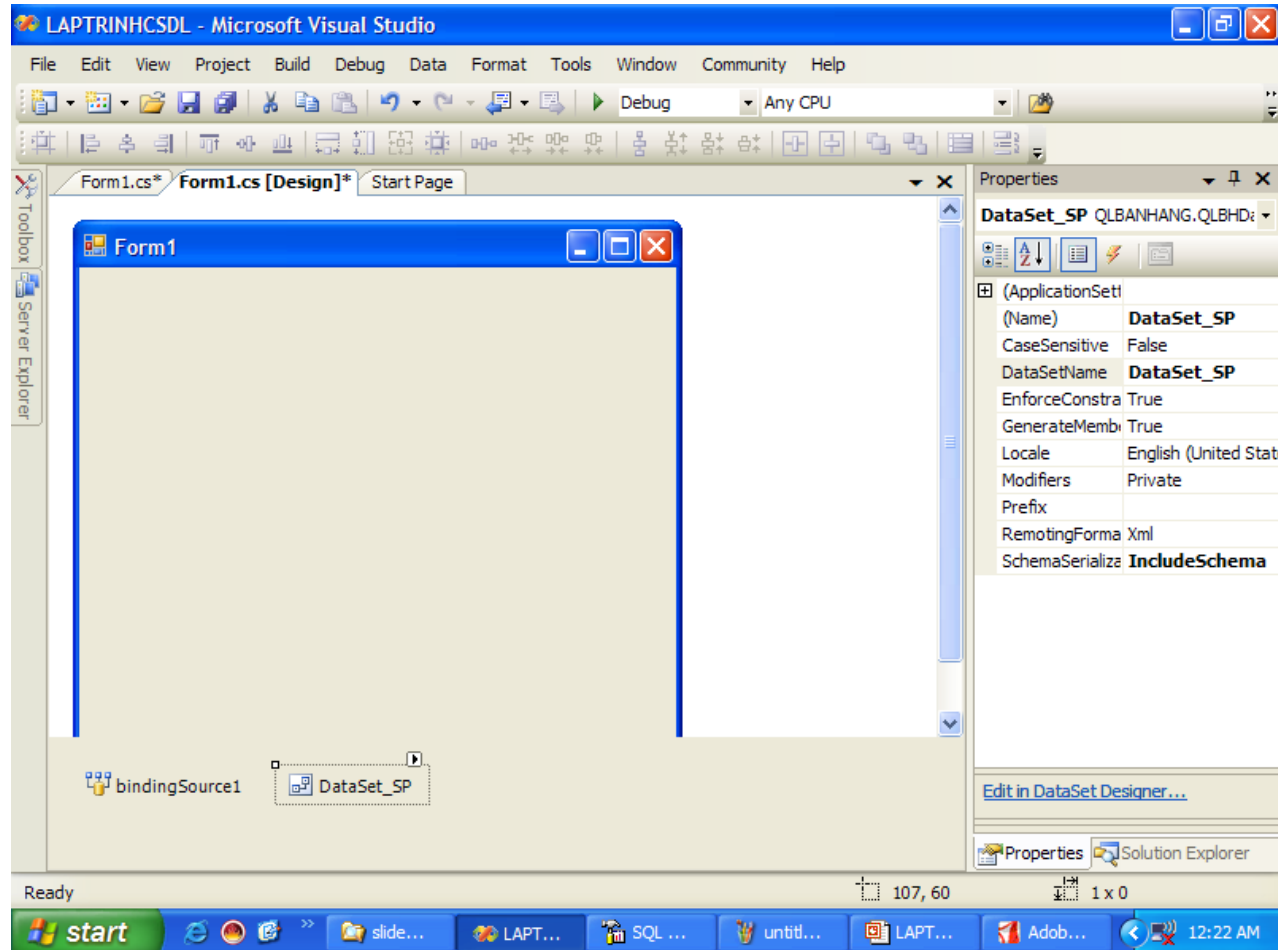 LAPTRINHCSDL - Microsoft Visual Studio
File Edit View Project Build Debug Data Format Tools Window Community Help
Debug Any CPU
Toolbox
Server Explorer
Form1.cs* Form1.cs [Design]* Start Page
Form1
bindingSource1 DataSet_SP
Properties
DataSet_SP QLBANHANG.QLBHDa
(ApplicationSett
(Name) DataSet_SP
CaseSensitive False
DataSetName DataSet_SP
EnforceConstra True
GenerateMemb True
Locale English (United Stat
Modifiers Private
Prefix
RemotingForma Xml
SchemaSerializa IncludeSchema
Edit in DataSet Designer...
Properties Solution Explorer
Ready 107, 60 1 x 0
start slide... LAPT... SQL ... untitl... LAPT... Adob... 12:22 AM